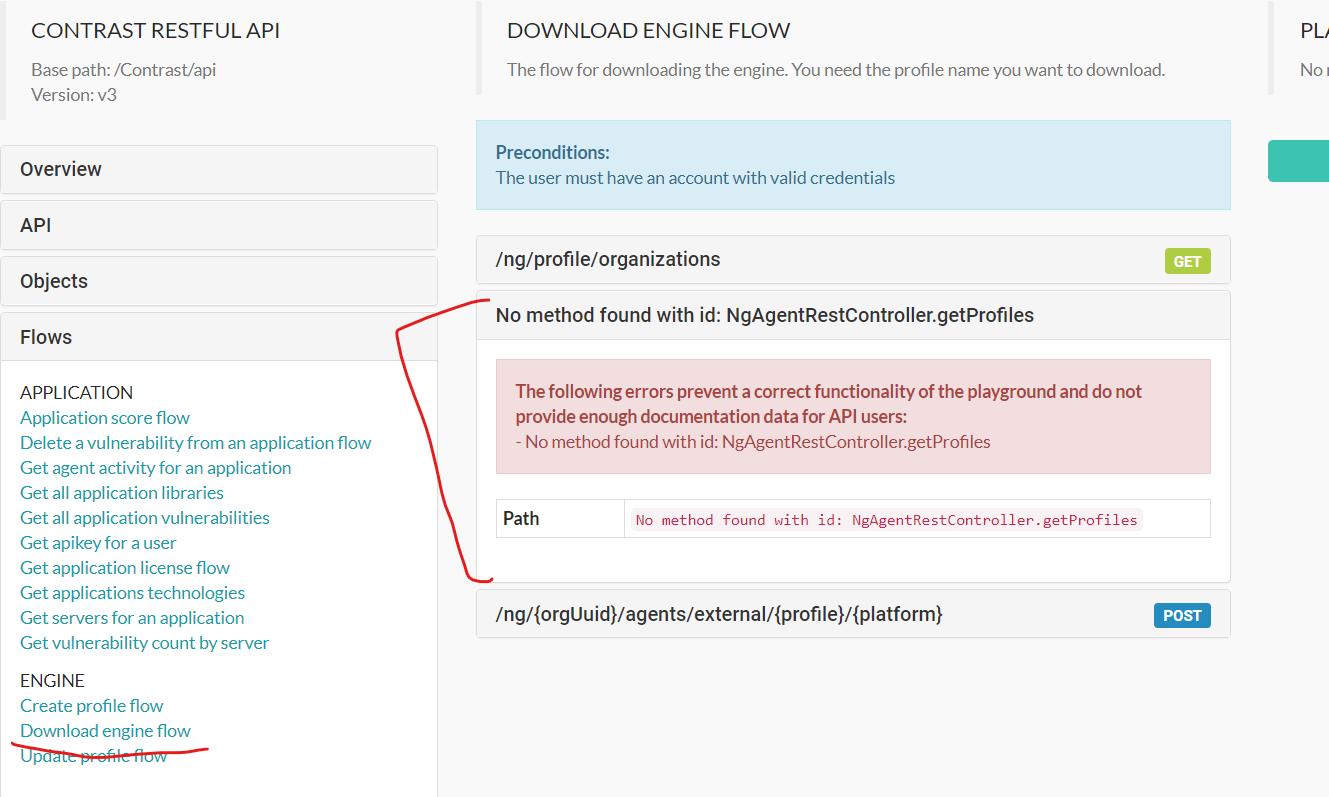 CONTRAST RESTFUL API
Base path: /Contrast/api
Version: v3
Overview
API
Objects
Flows
APPLICATION
Application score flow
Delete a vulnerability from an application flow
Get agent activity for an application
Get all application libraries
Get all application vulnerabilities
Get apikey for a user
Get application license flow
Get applications technologies
Get servers for an application
Get vulnerability count by server
ENGINE
Create profile flow
Download engine flow
Update profile flow
DOWNLOAD ENGINE FLOW
The flow for downloading the engine. You need the profile name you want to download.
Preconditions:
The user must have an account with valid credentials
/ng/profile/organizations GET
No method found with id: NgAgentRestController.getProfiles
The following errors prevent a correct functionality of the playground and do not
provide enough documentation data for API users:
- No method found with id: NgAgentRestController.getProfiles
Path No method found with id: NgAgentRestController.getProfiles
/ng/{orgUuid}/agents/external/{profile}/{platform} POST
No